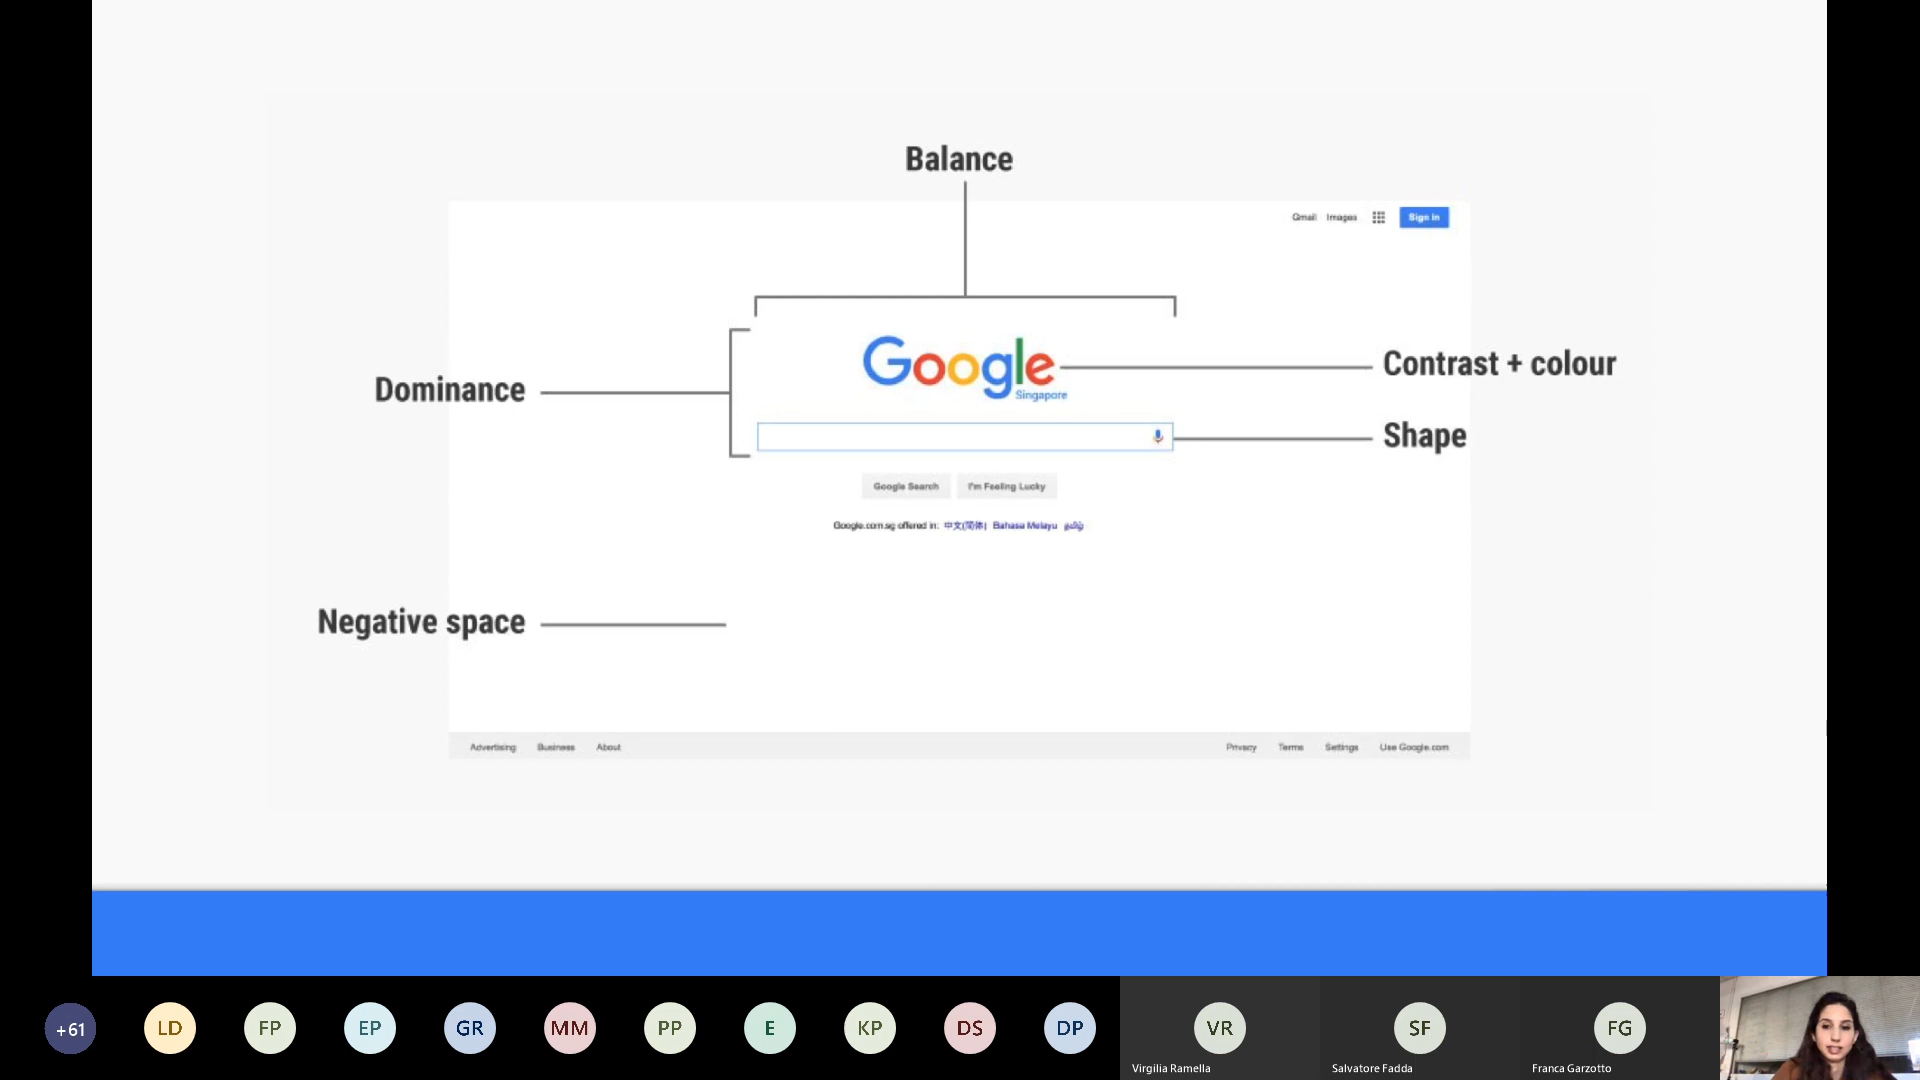 Balance
Gmail Images Sign in
Google
Singapore
Contrast + colour
Dominance
Shape
Google Search I'm Feeling Lucky
Google.com.sg offered in: 中文(简体) Bahasa Melayu தமிழ்
Negative space
Advertising Business About Privacy Terms Settings Use Google.com
+61 LD FP EP GR MM PP E KP DS DP VR SF FG
Virgilia Ramella Salvatore Fadda Franca Garzotto